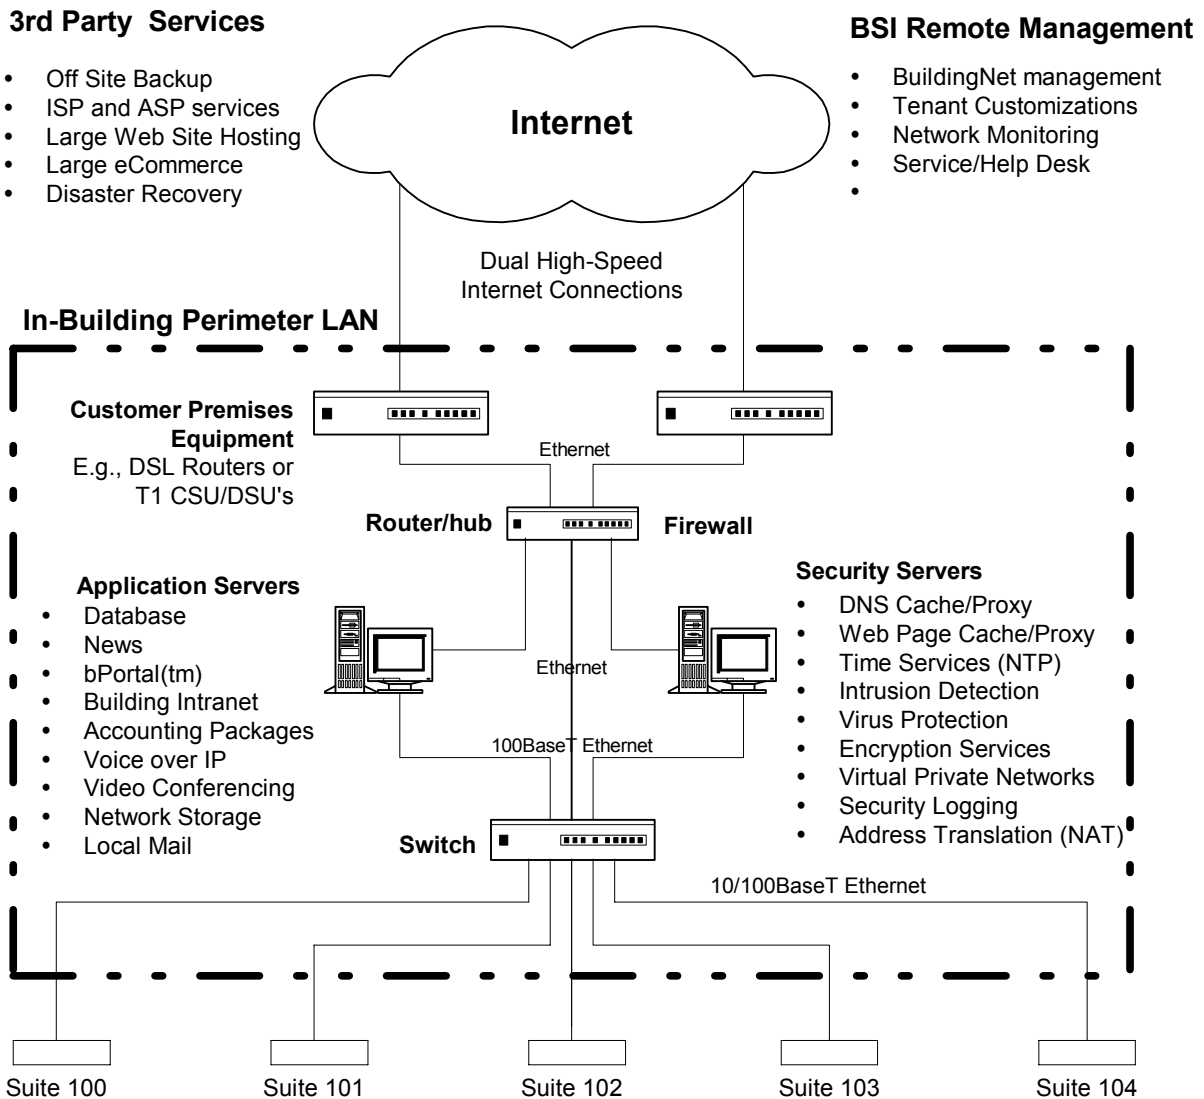 3rd Party Services
• Off Site Backup
• ISP and ASP services
• Large Web Site Hosting
• Large eCommerce
• Disaster Recovery
Internet
BSI Remote Management
• BuildingNet management
• Tenant Customizations
• Network Monitoring
• Service/Help Desk
•
Dual High-Speed
Internet Connections
In-Building Perimeter LAN
Customer Premises
Equipment
E.g., DSL Routers or
T1 CSU/DSU's
Ethernet
Router/hub
Firewall
Application Servers
• Database
• News
• bPortal(tm)
• Building Intranet
• Accounting Packages
• Voice over IP
• Video Conferencing
• Network Storage
• Local Mail
Ethernet
100BaseT Ethernet
Security Servers
• DNS Cache/Proxy
• Web Page Cache/Proxy
• Time Services (NTP)
• Intrusion Detection
• Virus Protection
• Encryption Services
• Virtual Private Networks
• Security Logging
• Address Translation (NAT)
Switch
10/100BaseT Ethernet
Suite 100
Suite 101
Suite 102
Suite 103
Suite 104